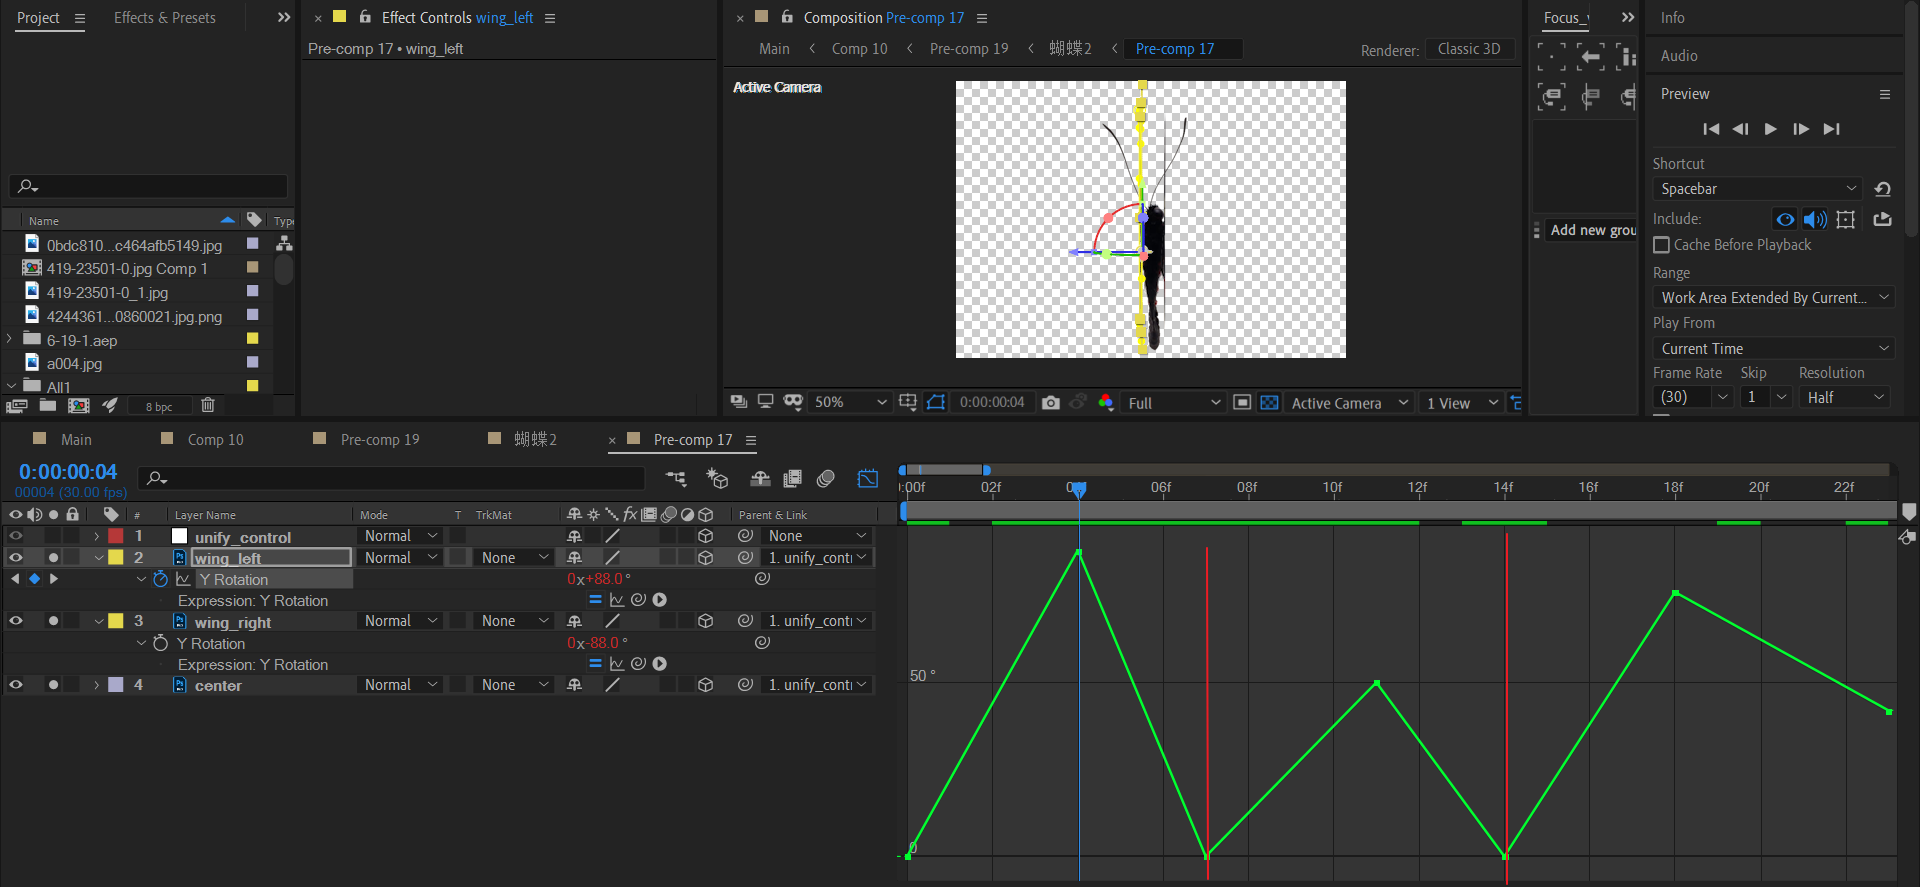 Project
Effects & Presets
Name
Type
0bdc810...c464afb5149.jpg
419-23501-0.jpg Comp 1
419-23501-0_1.jpg
4244361...0860021.jpg.png
6-19-1.aep
a004.jpg
All1
8 bpc
Effect Controls wing_left
Pre-comp 17 • wing_left
Composition Pre-comp 17
Main
Comp 10
Pre-comp 19
蝴蝶2
Pre-comp 17
Renderer:
Classic 3D
Active Camera
50%
0:00:00:04
Full
Active Camera
1 View
Add new grou
Info
Audio
Preview
Shortcut
Spacebar
Include:
Cache Before Playback
Range
Work Area Extended By Current...
Play From
Current Time
Frame Rate Skip Resolution
(30) 1 Half
Main
Comp 10
Pre-comp 19
蝴蝶2
Pre-comp 17
0:00:00:04
00004 (30.00 fps)
# Layer Name Mode T TrkMat Parent & Link
1 unify_control Normal None
2 wing_left Normal None 1. unify_cont
Y Rotation 0x+88.0°
Expression: Y Rotation
3 wing_right Normal None 1. unify_cont
Y Rotation 0x-88.0°
Expression: Y Rotation
4 center Normal None 1. unify_cont
:00f 02f 06f 08f 10f 12f 14f 16f 18f 20f 22f
50°
0